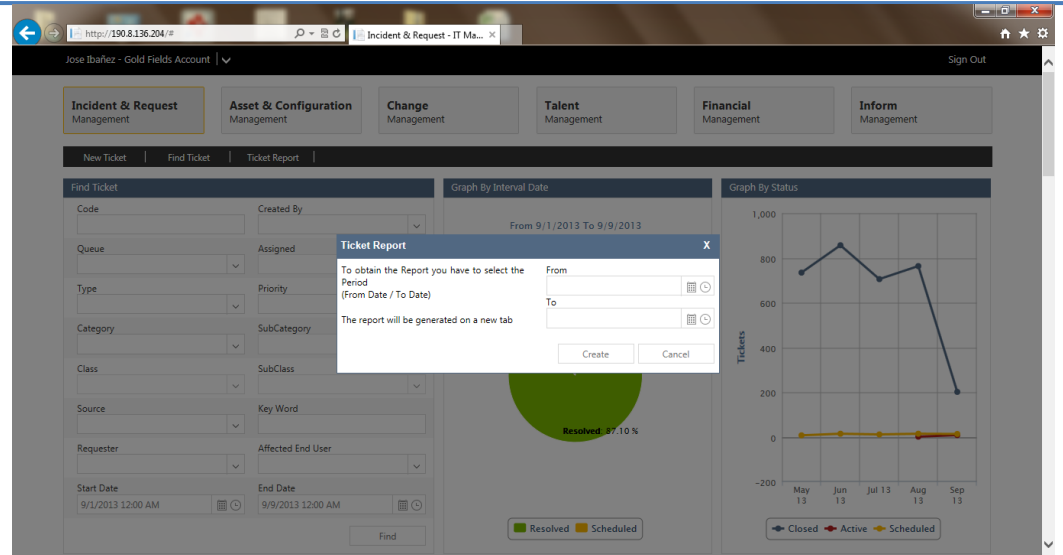 http://190.8.136.204/#
Incident & Request - IT Ma...
Jose Ibañez - Gold Fields Account
Sign Out
Incident & Request
Management
Asset & Configuration
Management
Change
Management
Talent
Management
Financial
Management
Inform
Management
New Ticket
Find Ticket
Ticket Report
Find Ticket
Code
Created By
Queue
Assigned
Type
Priority
Category
SubCategory
Class
SubClass
Source
Key Word
Requester
Affected End User
Start Date
End Date
9/1/2013 12:00 AM
9/9/2013 12:00 AM
Find
Ticket Report
X
To obtain the Report you have to select the
Period
(From Date / To Date)
The report will be generated on a new tab
From
To
Create
Cancel
Graph By Interval Date
From 9/1/2013 To 9/9/2013
Resolved: 87.10 %
Resolved
Scheduled
Graph By Status
Tickets
1,000
800
600
400
200
0
-200
May 13
Jun 13
Jul 13
Aug 13
Sep 13
Closed
Active
Scheduled